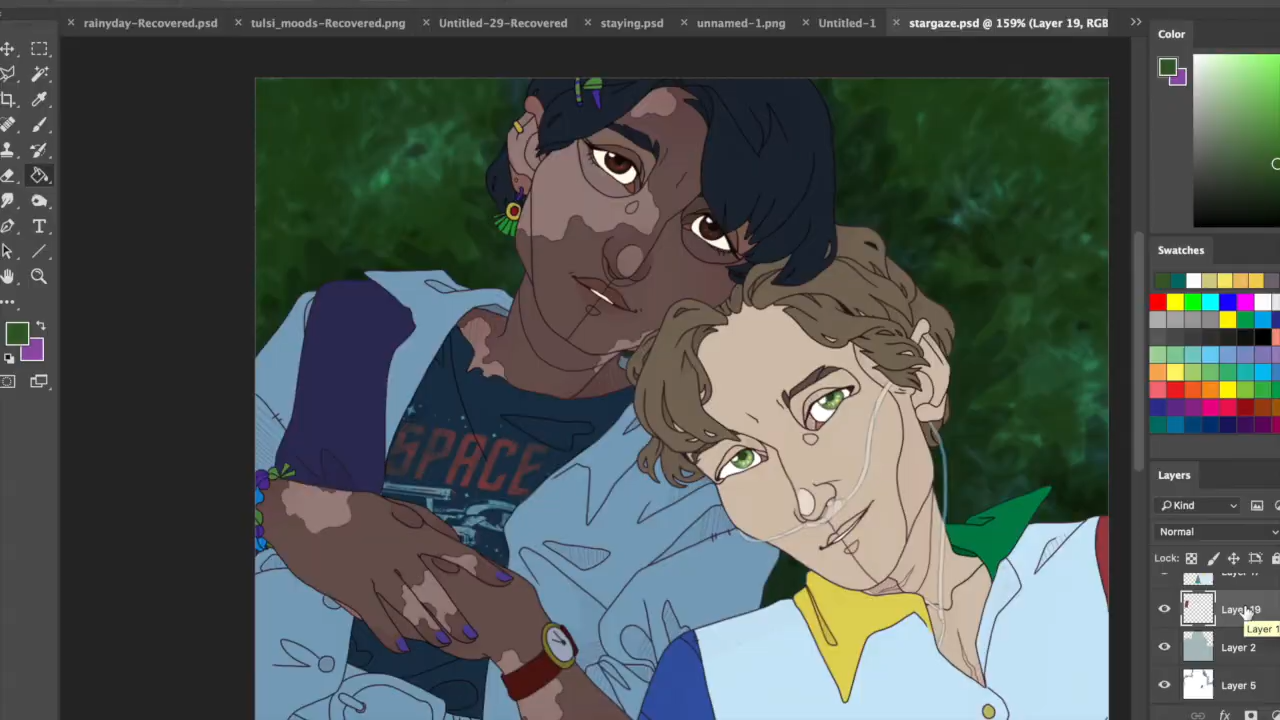 rainyday-Recovered.psd
tulsi_moods-Recovered.png
Untitled-29-Recovered
staying.psd
unnamed-1.png
Untitled-1
stargaze.psd @ 159% (Layer 19, RGB
Color
Swatches
SPACE
Layers
Kind
Normal
Lock:
Layer 19
Layer 1
Layer 2
Layer 5
fx